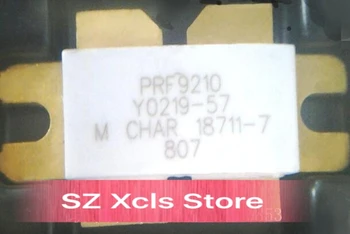 PRF9210
Y0219-57
M CHAR 18711-7
807
SZ Xcls Store